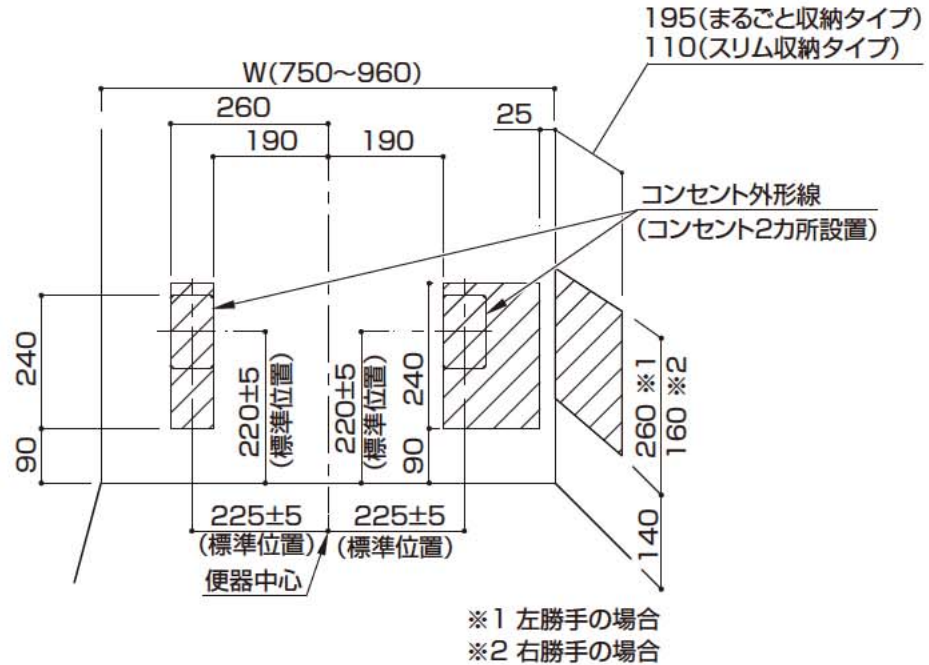 195(まるごと収納タイプ)
110(スリム収納タイプ)
W(750〜960)
260
25
190
190
コンセント外形線
(コンセント2カ所設置)
240
90
220±5
(標準位置)
220±5
(標準位置)
240
90
260 ※1
160 ※2
140
225±5
(標準位置)
225±5
(標準位置)
便器中心
※1 左勝手の場合
※2 右勝手の場合